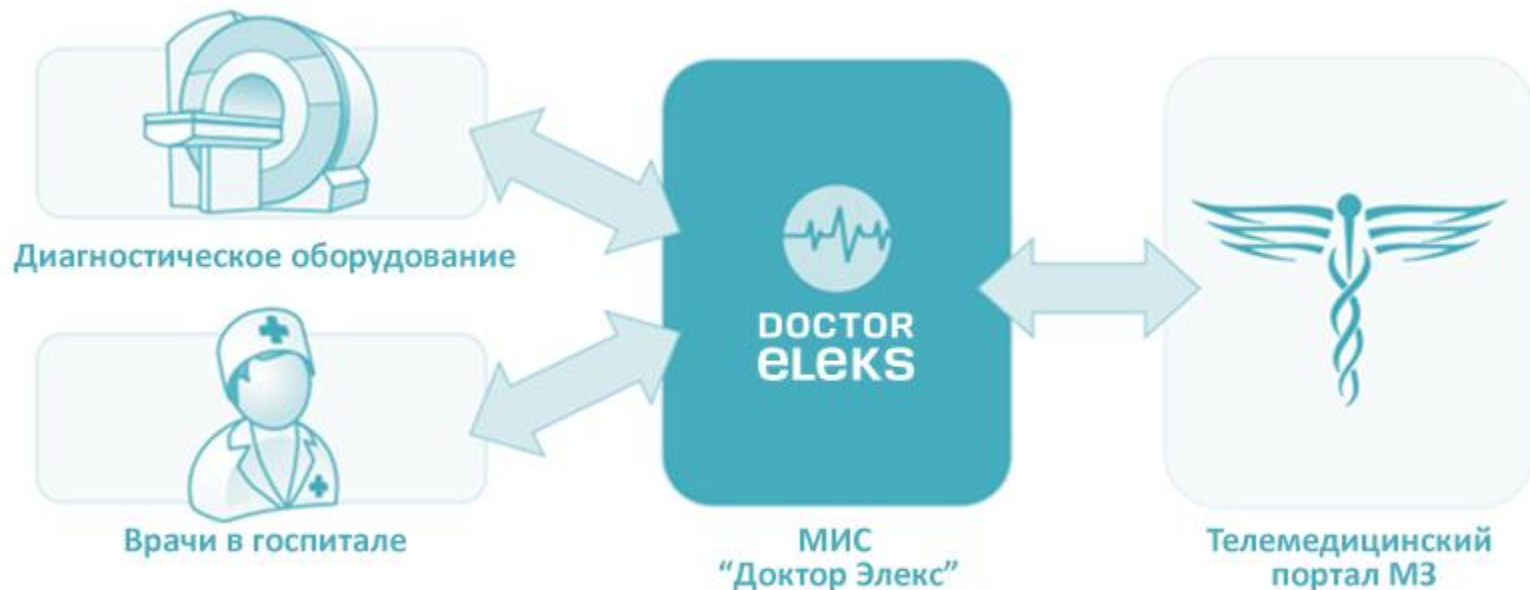 Диагностическое оборудование
Врачи в госпитале
DOCTOR
eLeKS
МИС
“Доктор Элекс”
Телемедицинский
портал МЗ